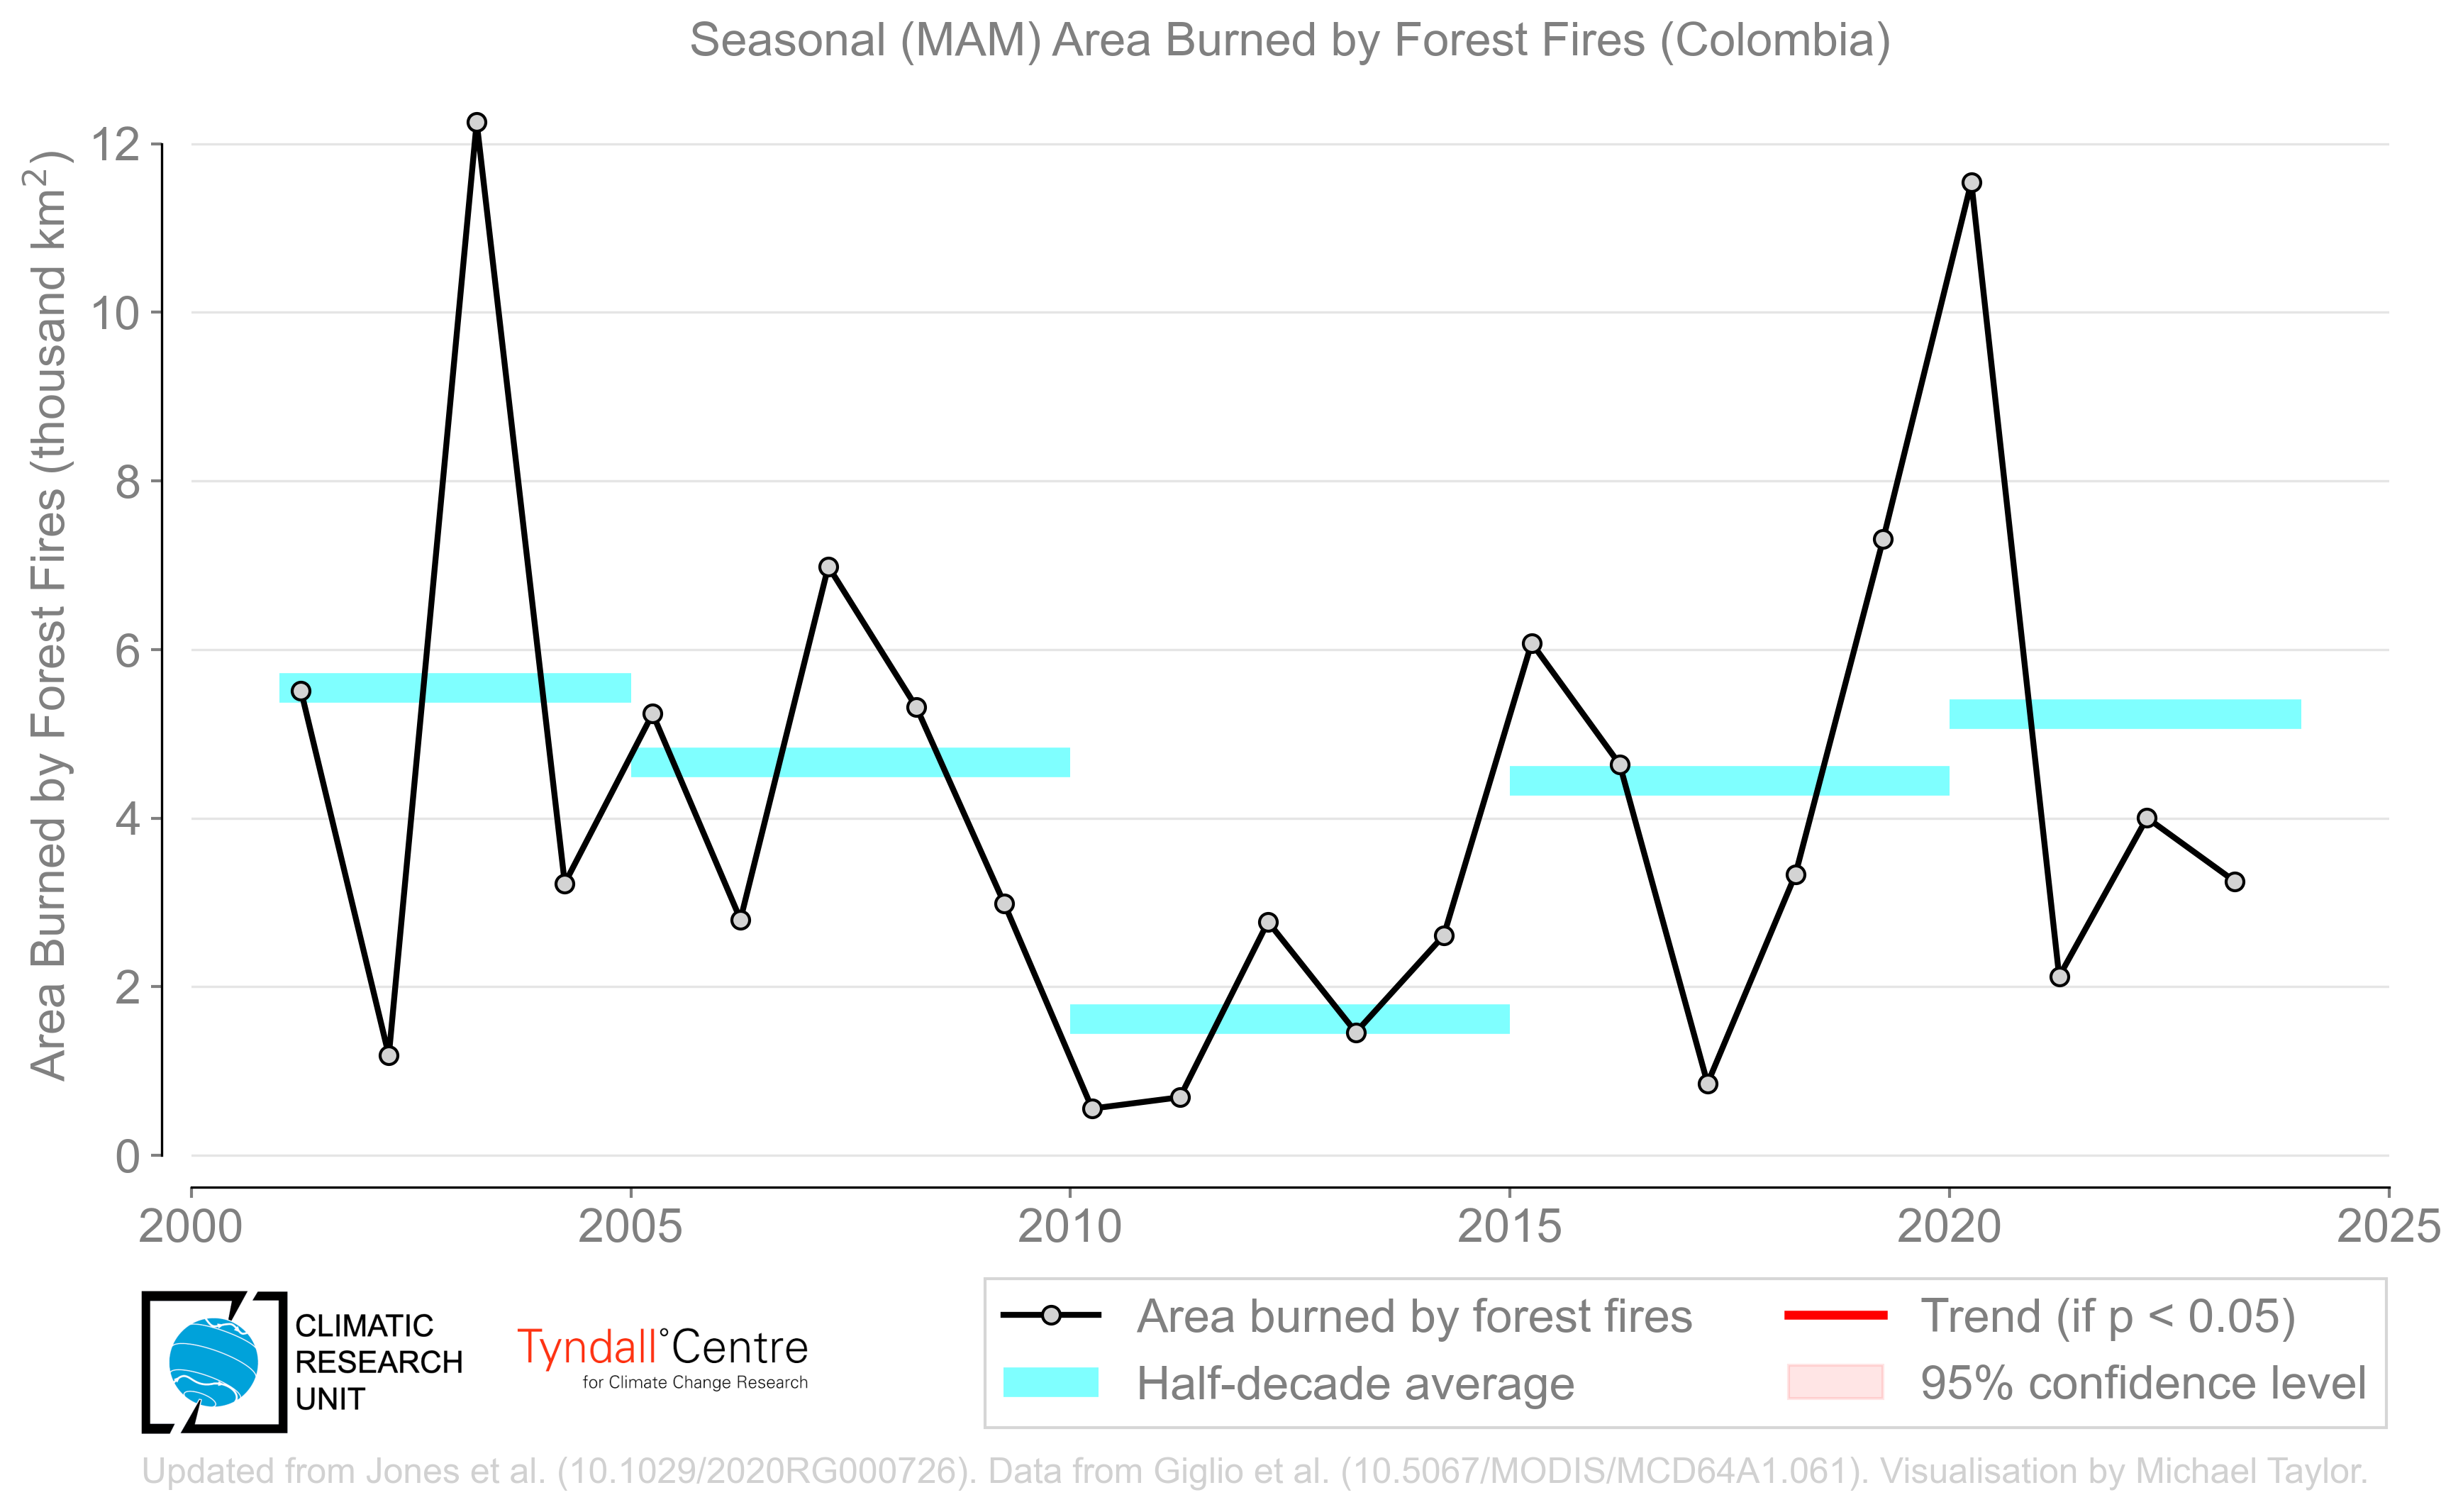 Seasonal (MAM) Area Burned by Forest Fires (Colombia)
Area Burned by Forest Fires (thousand km²)
12
10
8
6
4
2
0
2000 2005 2010 2015 2020 2025
CLIMATIC
RESEARCH
UNIT
Tyndall°Centre
for Climate Change Research
Area burned by forest fires
Trend (if p < 0.05)
Half-decade average
95% confidence level
Updated from Jones et al. (10.1029/2020RG000726). Data from Giglio et al. (10.5067/MODIS/MCD64A1.061). Visualisation by Michael Taylor.